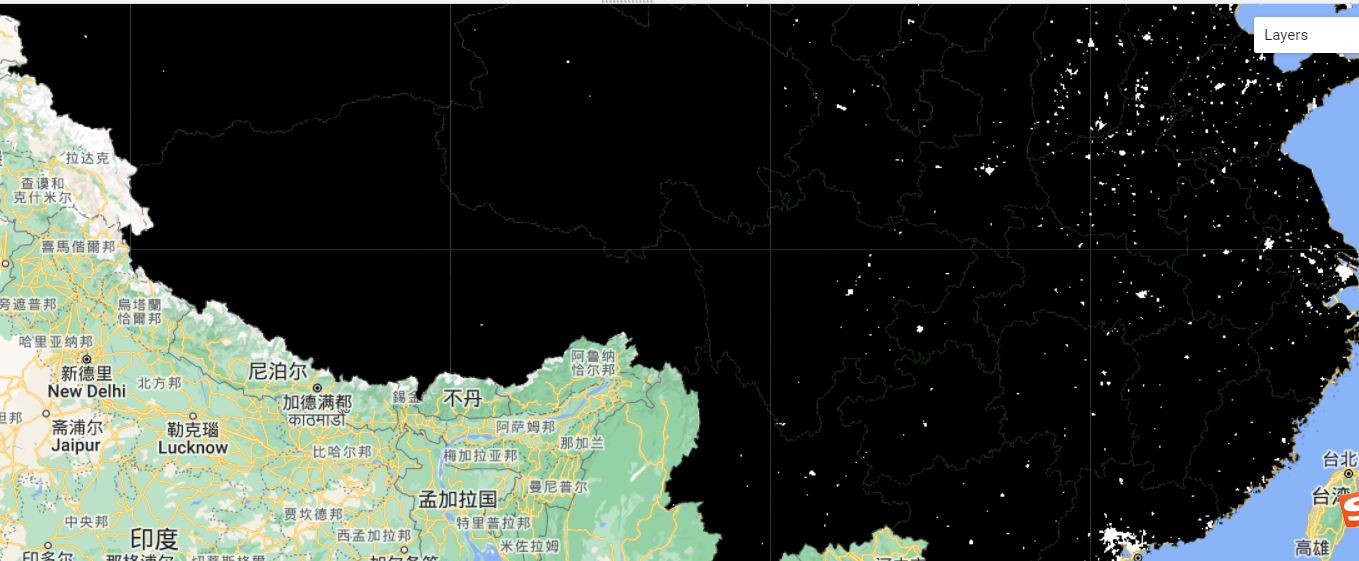 Layers
拉达克
查谟和
克什米尔
喜馬偕爾邦
烏塔蘭
恰爾邦
旁遮普邦
哈里亚纳邦
新德里
New Delhi
北方邦
尼泊尔
加德满都
काठमाडौँ
錫金
不丹
阿鲁纳
恰尔邦
斋浦尔
Jaipur
勒克瑙
Lucknow
比哈尔邦
阿萨姆邦
那加兰
梅加拉亚邦
孟加拉国
曼尼普尔
中央邦
印度
贾坎德邦
西孟加拉邦
特里普拉邦
米佐拉姆
台北
台湾
高雄